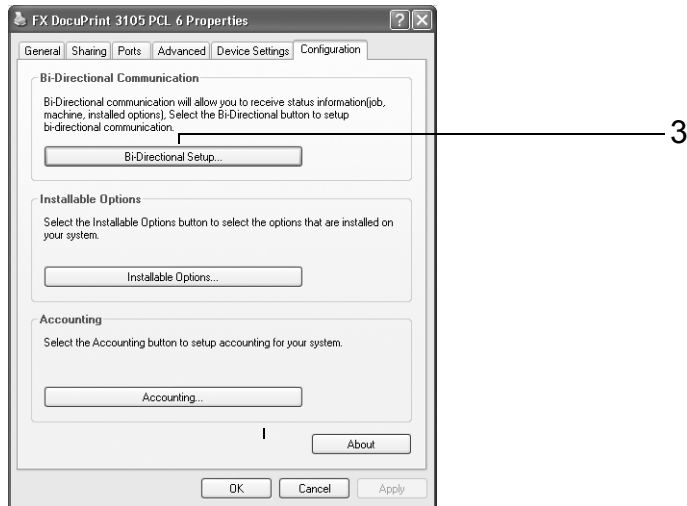 FX DocuPrint 3105 PCL 6 Properties
General Sharing Ports Advanced Device Settings Configuration
Bi-Directional Communication
Bi-Directional communication will allow you to receive status information(job,
machine, installed options), Select the Bi-Directional button to setup
bi-directional communication.
3
Bi-Directional Setup...
Installable Options
Select the Installable Options button to select the options that are installed on
your system.
Installable Options...
Accounting
Select the Accounting button to setup accounting for your system.
Accounting...
About
OK Cancel Apply